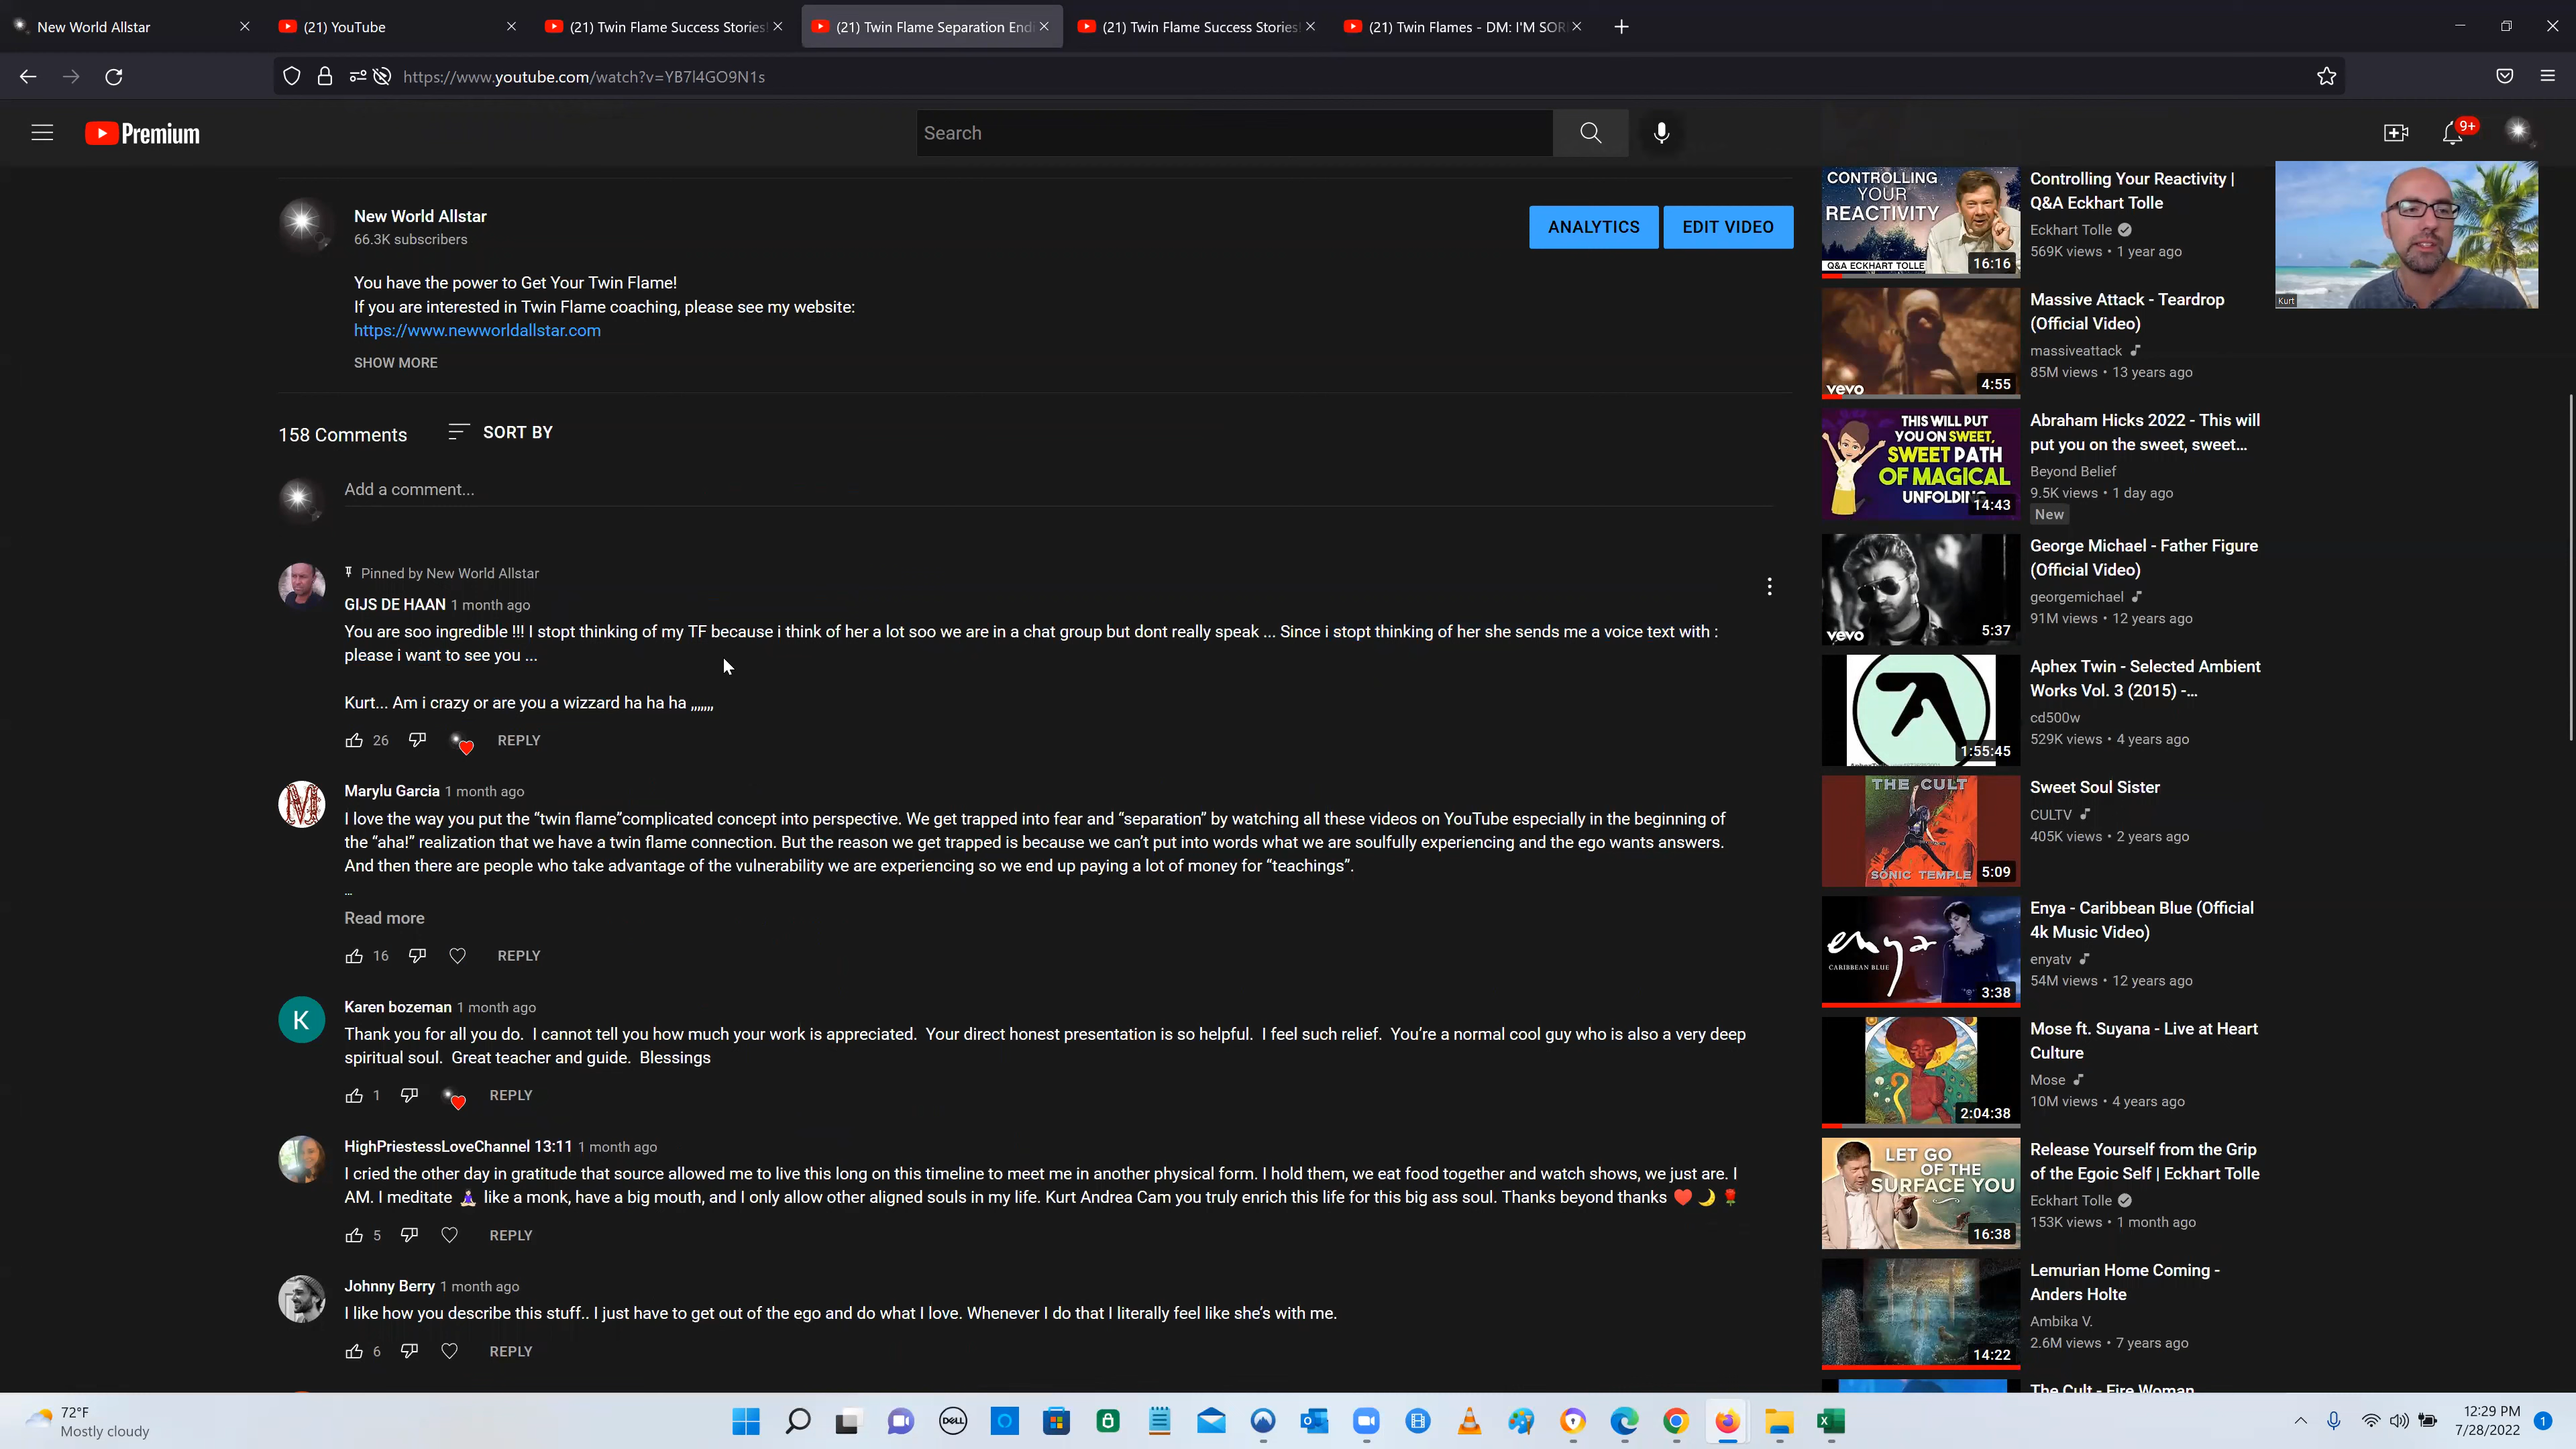 New World Allstar
(21) YouTube
(21) Twin Flame Success Stories!
(21) Twin Flame Separation End
(21) Twin Flame Success Stories!
(21) Twin Flames - DM: I'M SOR
https://www.youtube.com/watch?v=YB7l4GO9N1s
Premium
Search
9+
New World Allstar
66.3K subscribers
ANALYTICS
EDIT VIDEO
You have the power to Get Your Twin Flame!
If you are interested in Twin Flame coaching, please see my website:
https://www.newworldallstar.com
SHOW MORE
158 Comments
SORT BY
Add a comment...
Pinned by New World Allstar
GIJS DE HAAN 1 month ago
You are soo ingredible !!! I stopt thinking of my TF because i think of her a lot soo we are in a chat group but dont really speak ... Since i stopt thinking of her she sends me a voice text with :
please i want to see you ...
Kurt... Am i crazy or are you a wizzard ha ha ha ,,,,,,,
26
REPLY
Marylu Garcia 1 month ago
I love the way you put the “twin flame”complicated concept into perspective. We get trapped into fear and “separation” by watching all these videos on YouTube especially in the beginning of
the “aha!” realization that we have a twin flame connection. But the reason we get trapped is because we can’t put into words what we are soulfully experiencing and the ego wants answers.
And then there are people who take advantage of the vulnerability we are experiencing so we end up paying a lot of money for “teachings”.
...
Read more
16
REPLY
K
Karen bozeman 1 month ago
Thank you for all you do. I cannot tell you how much your work is appreciated. Your direct honest presentation is so helpful. I feel such relief. You’re a normal cool guy who is also a very deep
spiritual soul. Great teacher and guide. Blessings
1
REPLY
HighPriestessLoveChannel 13:11 1 month ago
I cried the other day in gratitude that source allowed me to live this long on this timeline to meet me in another physical form. I hold them, we eat food together and watch shows, we just are. I
AM. I meditate 🧘🏻‍♀️ like a monk, have a big mouth, and I only allow other aligned souls in my life. Kurt Andrea Cam you truly enrich this life for this big ass soul. Thanks beyond thanks ❤️ 🌙 🌹
5
REPLY
Johnny Berry 1 month ago
I like how you describe this stuff.. I just have to get out of the ego and do what I love. Whenever I do that I literally feel like she’s with me.
6
REPLY
CONTROLLING
YOUR
REACTIVITY
Q&A ECKHART TOLLE
16:16
Controlling Your Reactivity |
Q&A Eckhart Tolle
Eckhart Tolle
569K views • 1 year ago
Kurt
vevo
4:55
Massive Attack - Teardrop
(Official Video)
massiveattack
85M views • 13 years ago
THIS WILL PUT
YOU ON SWEET,
SWEET PATH
OF MAGICAL
UNFOLDING
14:43
Abraham Hicks 2022 - This will
put you on the sweet, sweet...
Beyond Belief
9.5K views • 1 day ago
New
vevo
5:37
George Michael - Father Figure
(Official Video)
georgemichael
91M views • 12 years ago
1:55:45
Aphex Twin - Selected Ambient
Works Vol. 3 (2015) -...
cd500w
529K views • 4 years ago
THE CULT
SONIC TEMPLE
5:09
Sweet Soul Sister
CULTV
405K views • 2 years ago
enya
CARIBBEAN BLUE
3:38
Enya - Caribbean Blue (Official
4k Music Video)
enyatv
54M views • 12 years ago
2:04:38
Mose ft. Suyana - Live at Heart
Culture
Mose
10M views • 4 years ago
LET GO
OF THE
SURFACE YOU
16:38
Release Yourself from the Grip
of the Egoic Self | Eckhart Tolle
Eckhart Tolle
153K views • 1 month ago
14:22
Lemurian Home Coming -
Anders Holte
Ambika V.
2.6M views • 7 years ago
The Cult - Fire Woman
72°F
Mostly cloudy
DELL
12:29 PM
7/28/2022
1